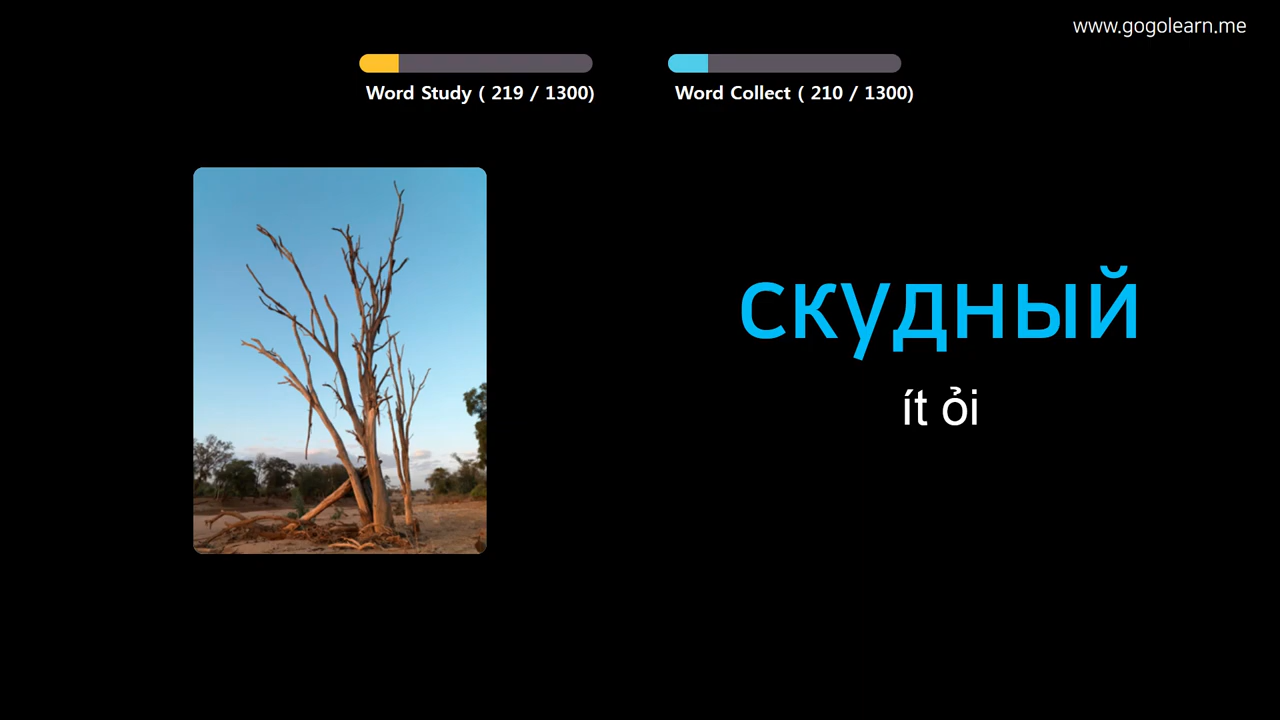 www.gogolearn.me
Word Study ( 219 / 1300)
Word Collect ( 210 / 1300)
скудный
ít ỏi